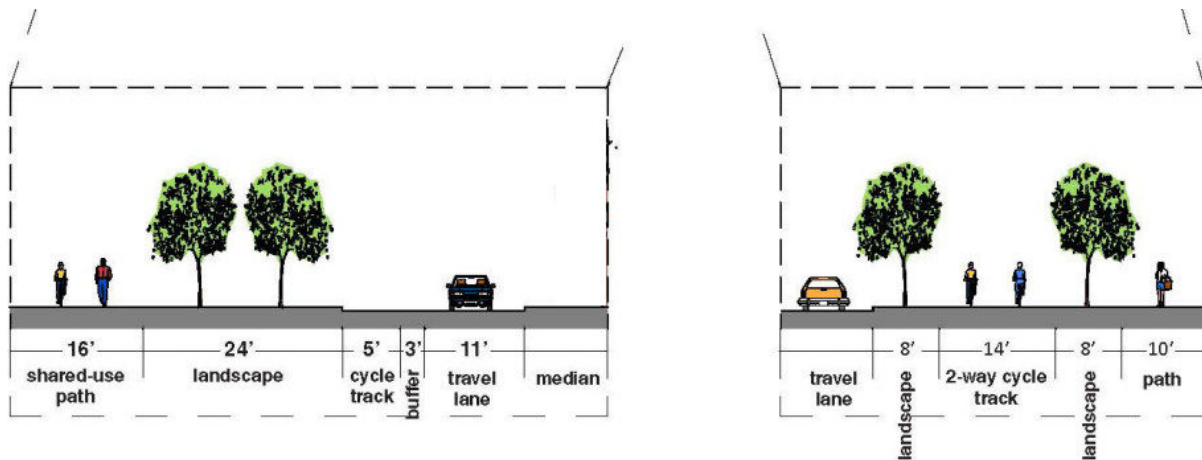 16' 24' 5' 3' 11'
shared-use path
landscape
cycle track
buffer
travel lane
median
8' 14' 8' 10'
travel lane
landscape
2-way cycle track
landscape
path